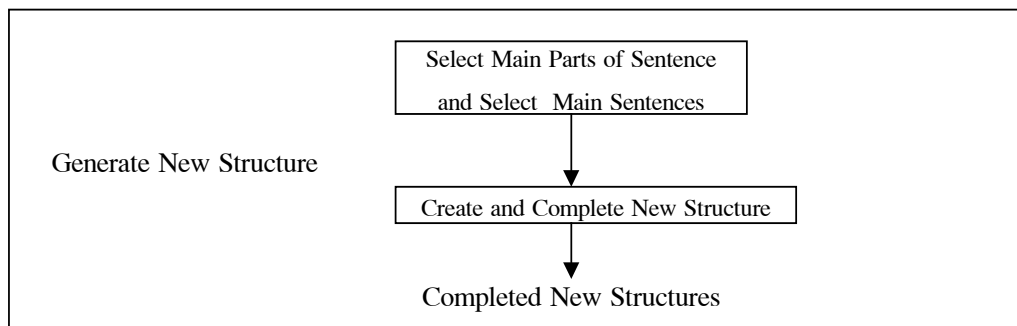 Select Main Parts of Sentence
and Select Main Sentences
Generate New Structure
Create and Complete New Structure
Completed New Structures